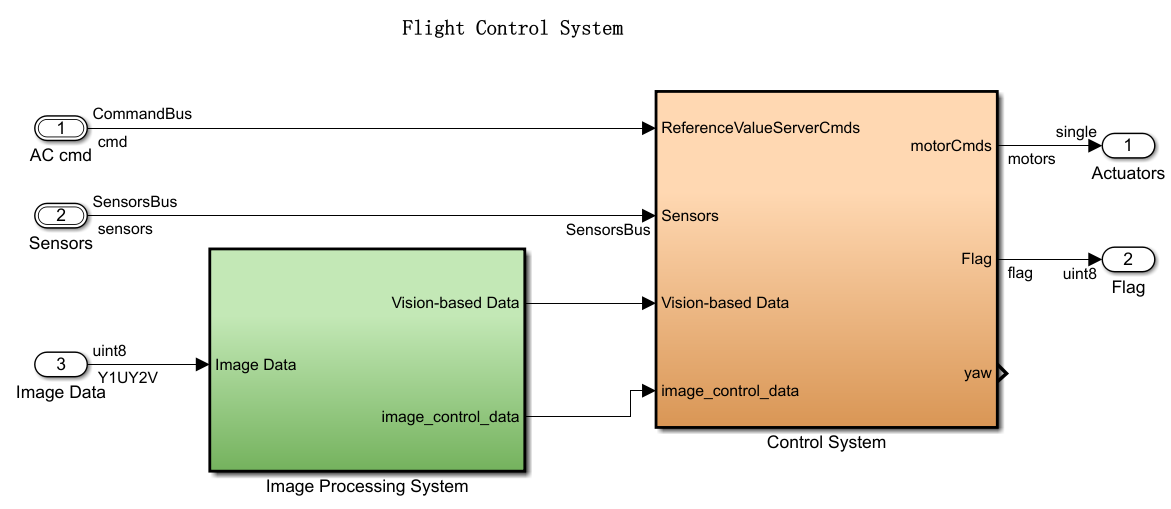 Flight Control System
CommandBus
1
cmd
AC cmd
SensorsBus
2
sensors
Sensors
uint8
3
Y1UY2V
Image Data
Image Data
Vision-based Data
image_control_data
Image Processing System
SensorsBus
ReferenceValueServerCmds
Sensors
Vision-based Data
image_control_data
motorCmds
Flag
yaw
Control System
single
motors
1
Actuators
flag
uint8
2
Flag